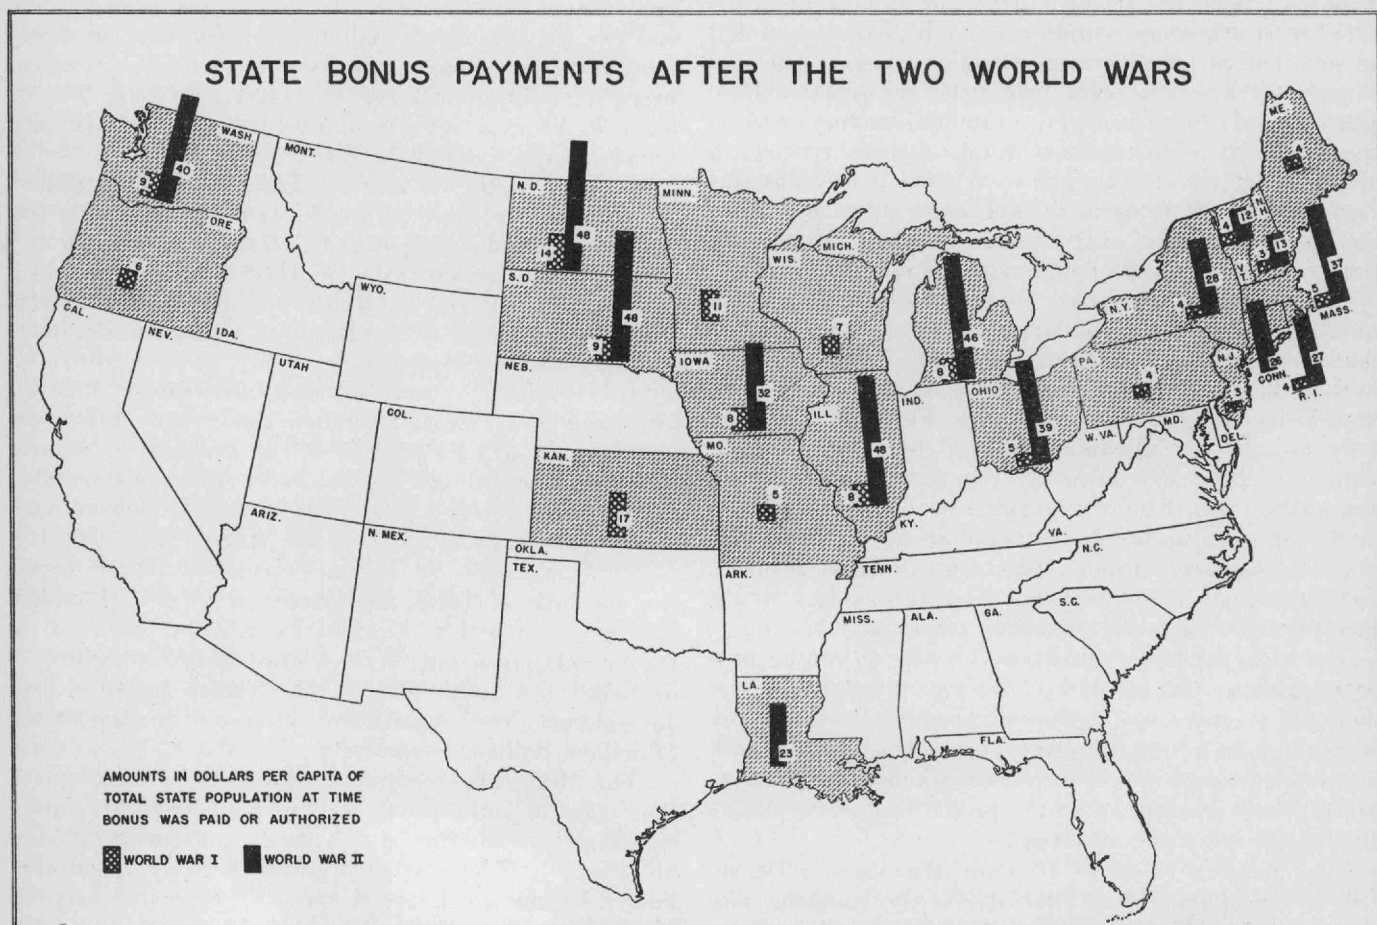 STATE BONUS PAYMENTS AFTER THE TWO WORLD WARS
WASH.
9
40
ORE.
6
MONT.
N. D.
14
48
MINN.
11
S. D.
9
48
WIS.
7
MICH.
8
46
ME.
4
N. H.
3
13
V T.
4
12
MASS.
5
37
N.Y.
4
28
CONN.
26
R. I.
4
27
N. J.
3
PA.
4
CAL.
NEV.
IDA.
WYO.
UTAH
NEB.
IOWA
8
32
ILL.
8
48
IND.
OHIO
5
39
W. VA.
MD.
DEL.
COL.
KAN.
17
MO.
5
KY.
VA.
ARIZ.
N. MEX.
OKLA.
TEX.
ARK.
TENN.
N.C.
MISS.
ALA.
GA.
S.C.
LA.
23
FLA.
AMOUNTS IN DOLLARS PER CAPITA OF
TOTAL STATE POPULATION AT TIME
BONUS WAS PAID OR AUTHORIZED
WORLD WAR I
WORLD WAR II